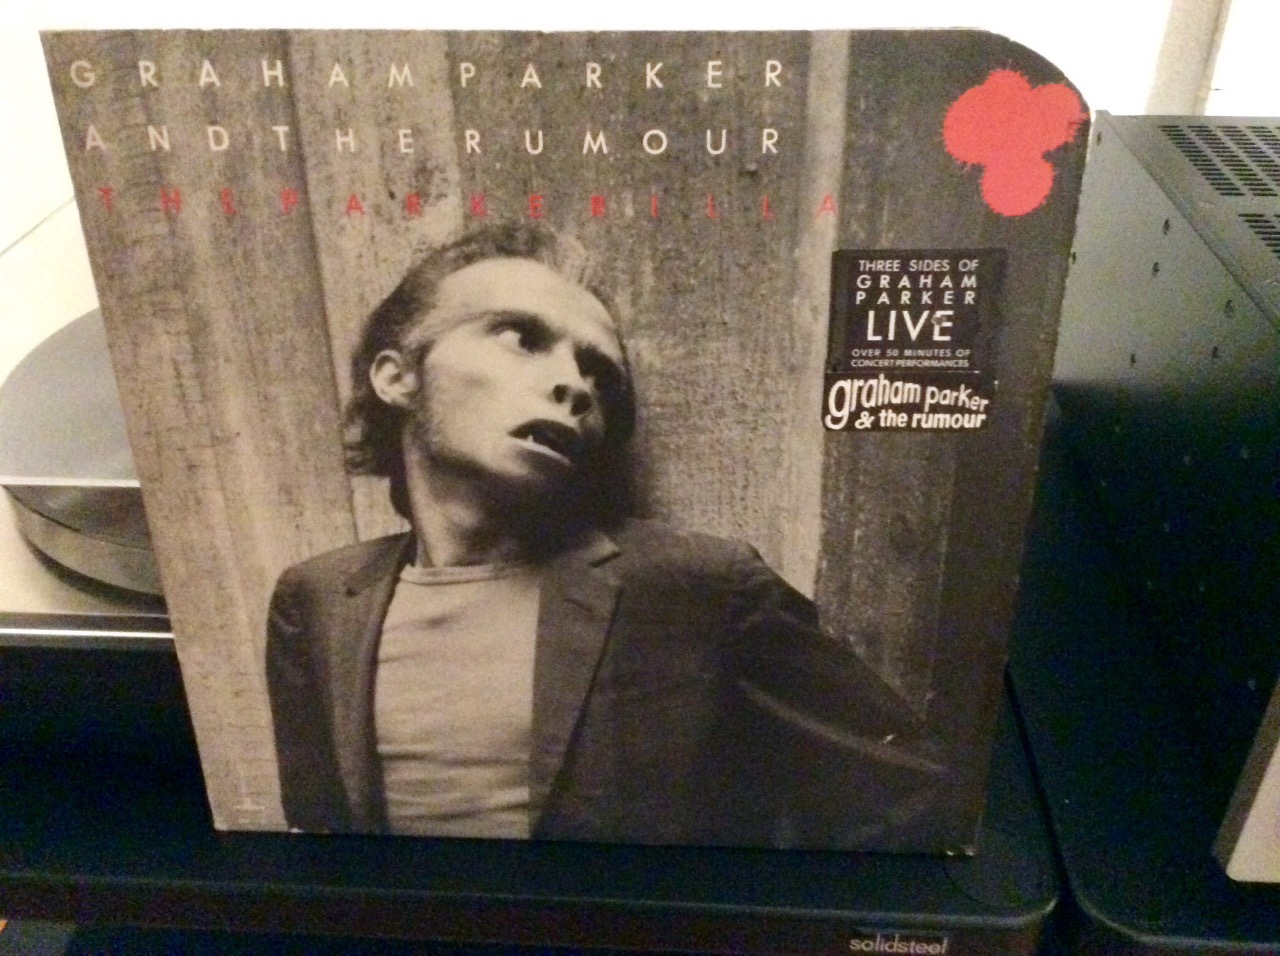 GRAHAM PARKER
AND THE RUMOUR
THE PARKERILLA
THREE SIDES OF
GRAHAM
PARKER
LIVE
OVER 50 MINUTES OF
CONCERT PERFORMANCES
graham parker
& the rumour
solidsteel